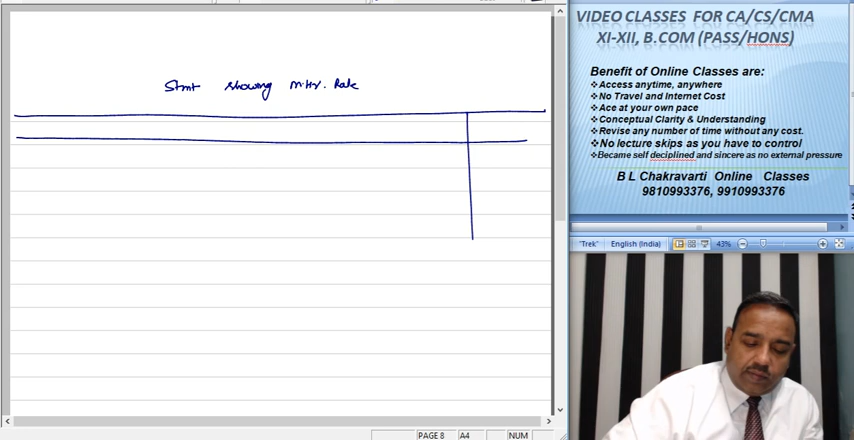 Stmt showing M.Hr. Rate
VIDEO CLASSES FOR CA/CS/CMA
XI-XII, B.COM (PASS/HONS)
Benefit of Online Classes are:
❖Access anytime, anywhere
❖No Travel and Internet Cost
❖Ace at your own pace
❖Conceptual Clarity & Understanding
❖Revise any number of time without any cost.
❖No lecture skips as you have to control
❖Became self deciplined and sincere as no external pressure
B L Chakravarti Online Classes
9810993376, 9910993376
"Trek" English (India) 43%
PAGE 8 A4 NUM